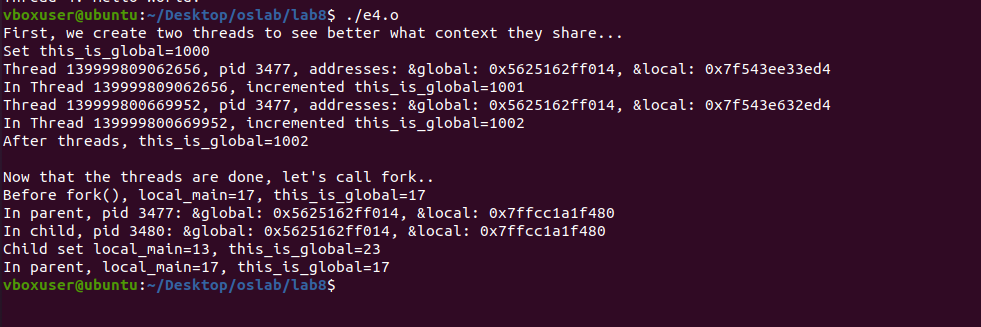 Thread 4: Hello World!
vboxuser@ubuntu:~/Desktop/oslab/lab8$ ./e4.o
First, we create two threads to see better what context they share...
Set this_is_global=1000
Thread 139999809062656, pid 3477, addresses: &global: 0x5625162ff014, &local: 0x7f543ee33ed4
In Thread 139999809062656, incremented this_is_global=1001
Thread 139999800669952, pid 3477, addresses: &global: 0x5625162ff014, &local: 0x7f543e632ed4
In Thread 139999800669952, incremented this_is_global=1002
After threads, this_is_global=1002

Now that the threads are done, let's call fork..
Before fork(), local_main=17, this_is_global=17
In parent, pid 3477: &global: 0x5625162ff014, &local: 0x7ffcc1a1f480
In child, pid 3480: &global: 0x5625162ff014, &local: 0x7ffcc1a1f480
Child set local_main=13, this_is_global=23
In parent, local_main=17, this_is_global=17
vboxuser@ubuntu:~/Desktop/oslab/lab8$